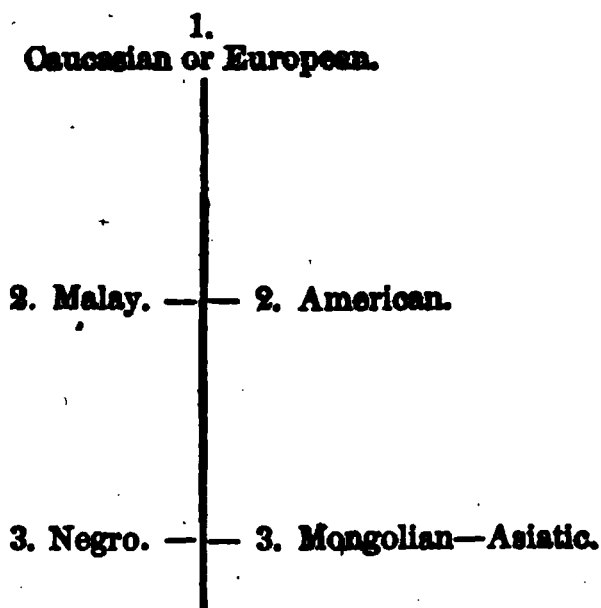 1.
Caucasian or European.
2. Malay. — — 2. American.
3. Negro. — — 3. Mongolian—Asiatic.